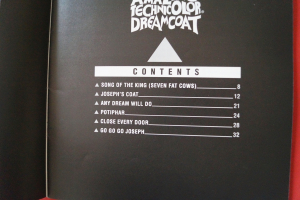 TECHNICOLOR
DREAMCOAT
CONTENTS
SONG OF THE KING (SEVEN FAT COWS) 8
JOSEPH'S COAT 12
ANY DREAM WILL DO 21
POTIPHAR 24
CLOSE EVERY DOOR 28
GO GO GO JOSEPH 32